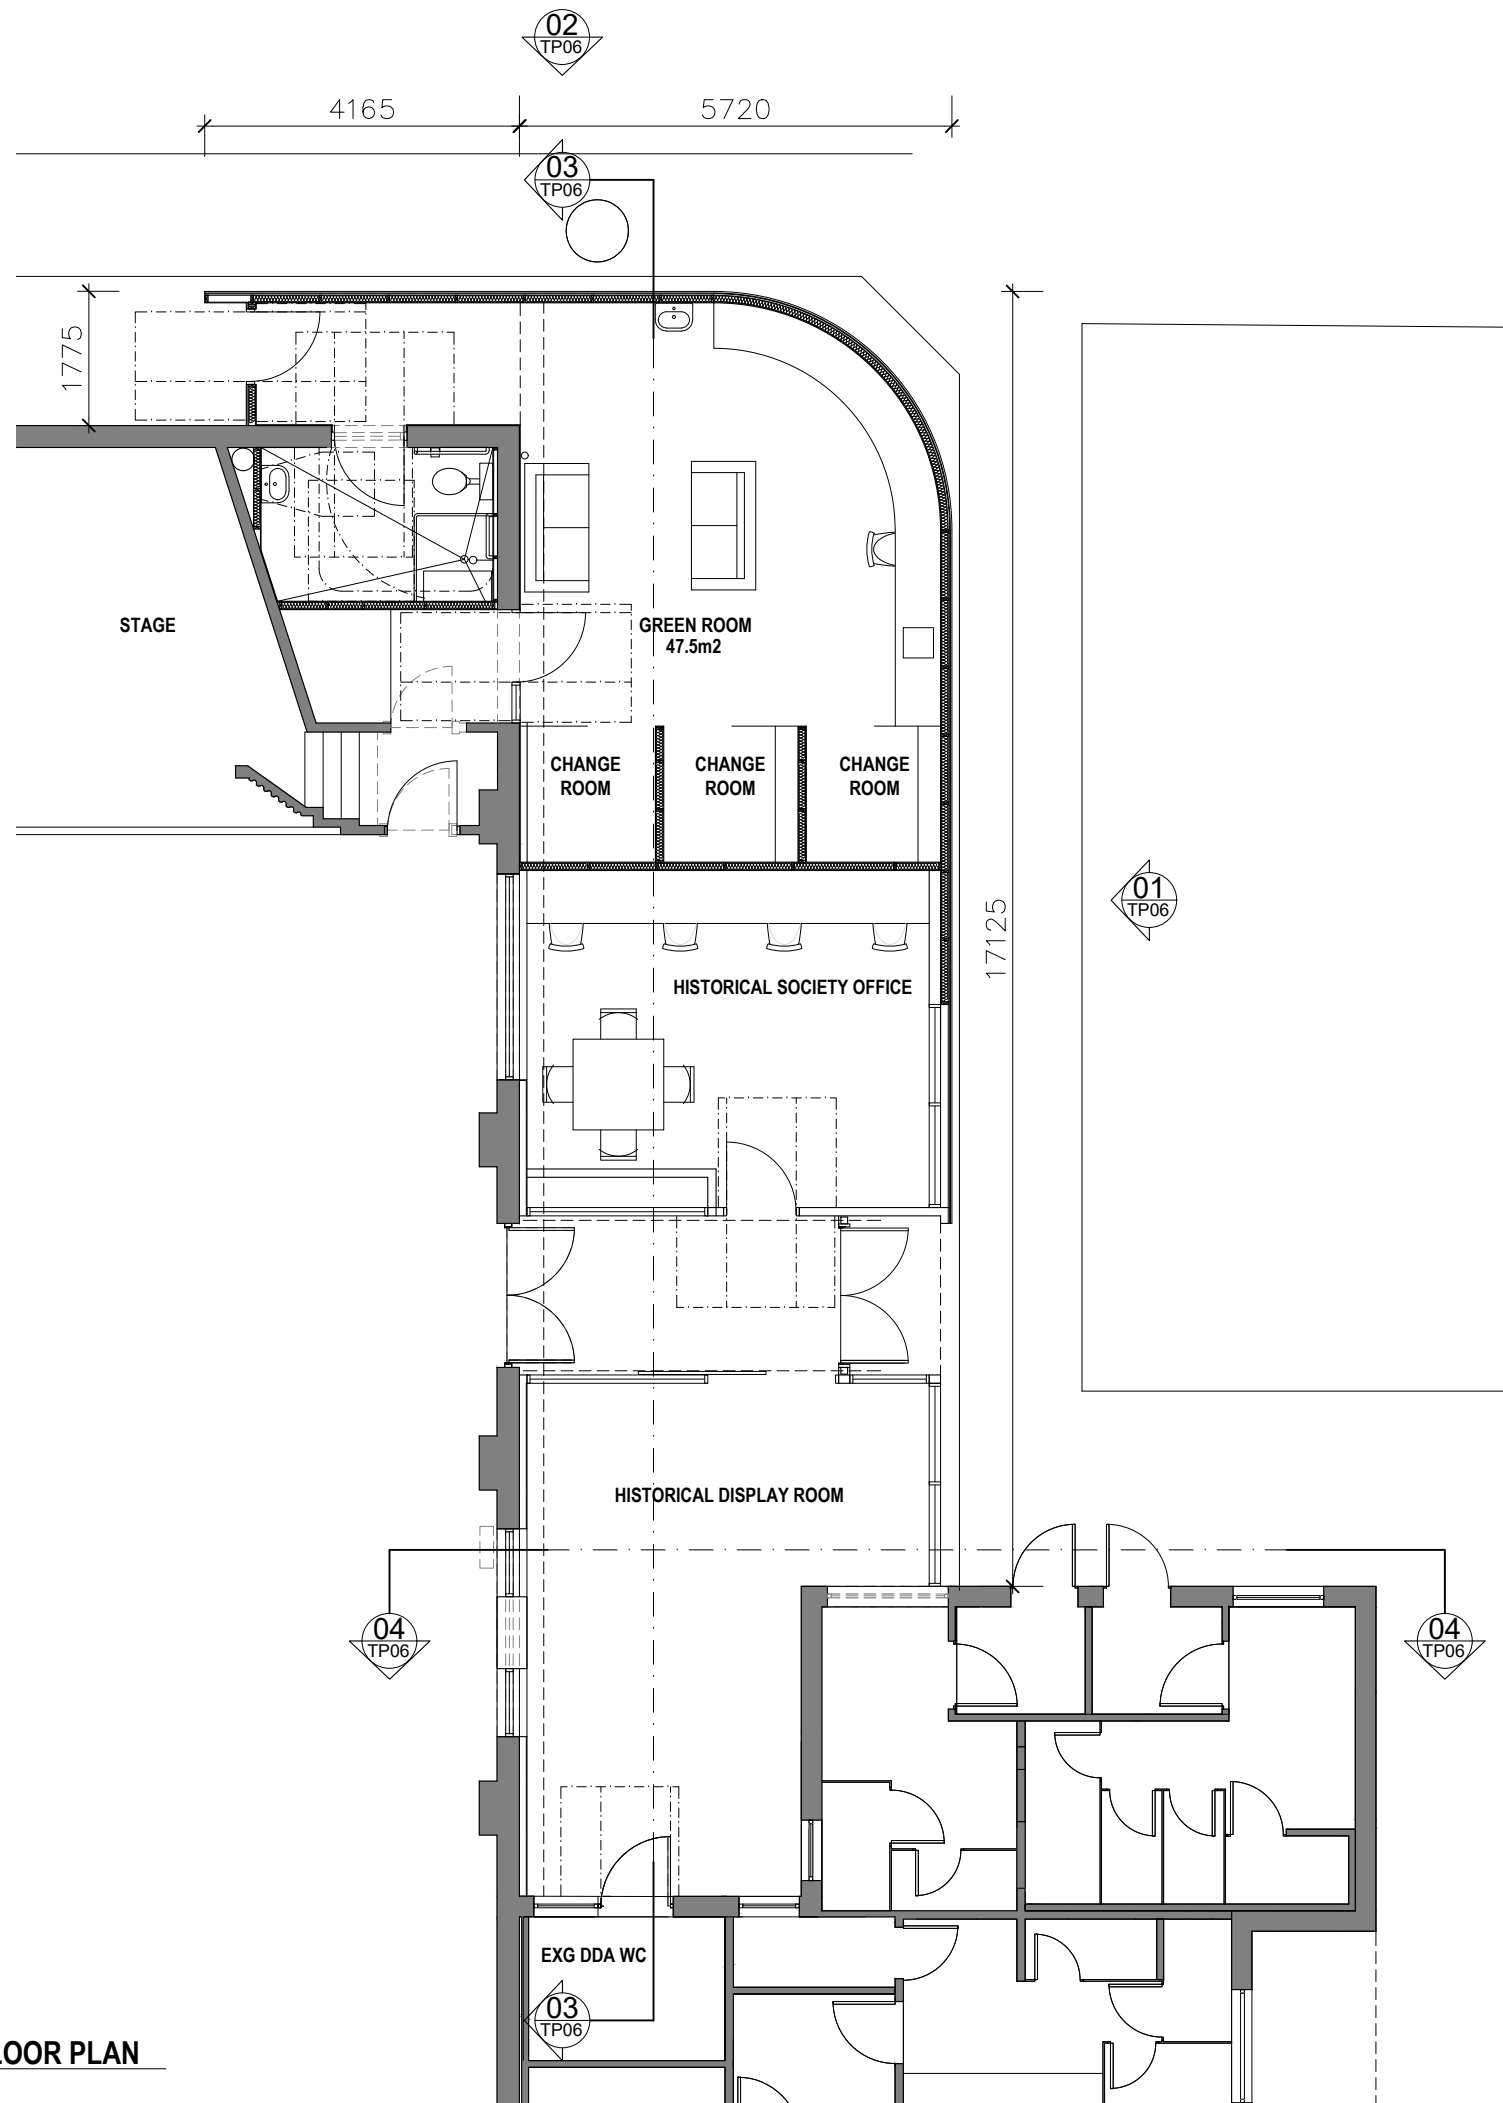 02
TP06
4165
5720
03
TP06
1775
STAGE
GREEN ROOM
47.5m2
CHANGE
ROOM
CHANGE
ROOM
CHANGE
ROOM
01
TP06
17125
HISTORICAL SOCIETY OFFICE
HISTORICAL DISPLAY ROOM
04
TP06
04
TP06
EXG DDA WC
03
TP06
LOOR PLAN